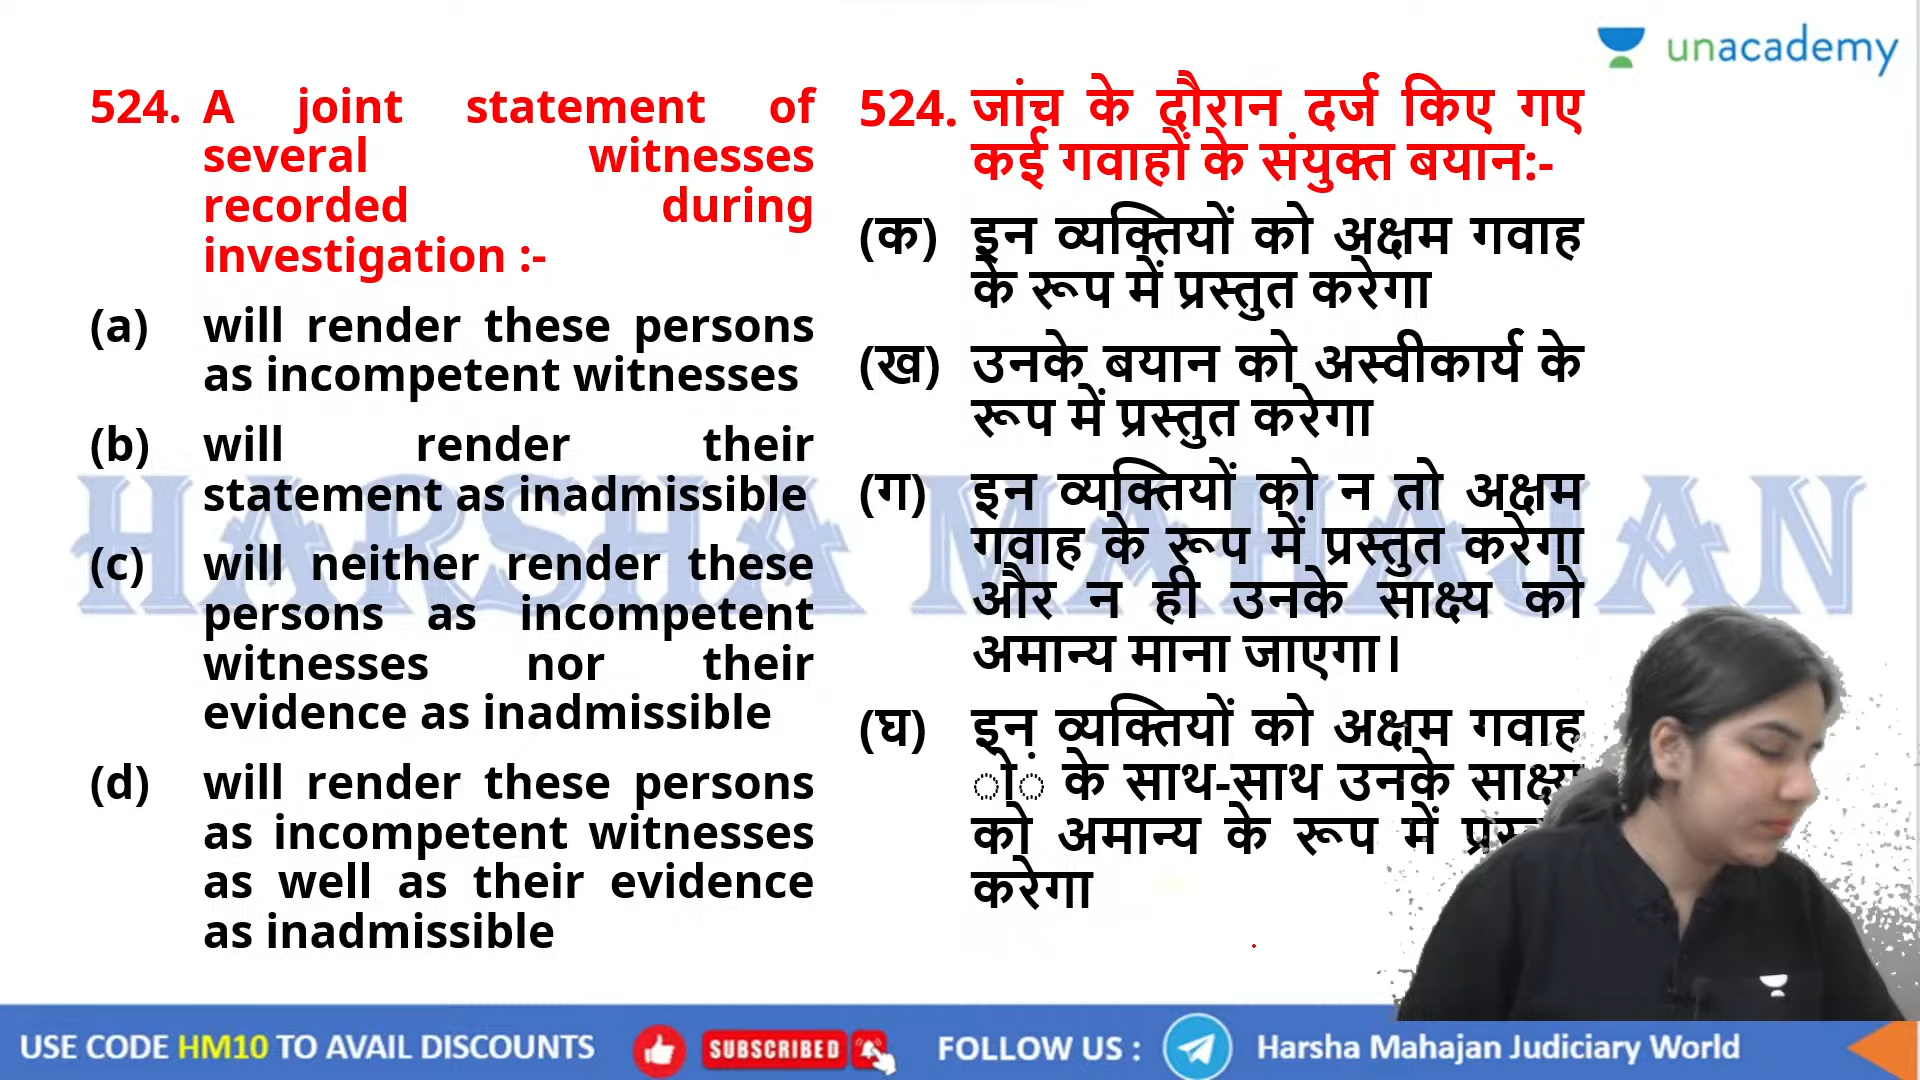 unacademy
524. A joint statement of
several witnesses
recorded during
investigation :-
(a) will render these persons
as incompetent witnesses
(b) will render their
statement as inadmissible
(c) will neither render these
persons as incompetent
witnesses nor their
evidence as inadmissible
(d) will render these persons
as incompetent witnesses
as well as their evidence
as inadmissible
524. जांच के दौरान दर्ज किए गए
कई गवाहों के संयुक्त बयान:-
(क) इन व्यक्तियों को अक्षम गवाह
के रूप में प्रस्तुत करेगा
(ख) उनके बयान को अस्वीकार्य के
रूप में प्रस्तुत करेगा
(ग) इन व्यक्तियों को न तो अक्षम
गवाह के रूप में प्रस्तुत करेगा
और न ही उनके साक्ष्य को
अमान्य माना जाएगा।
(घ) इन व्यक्तियों को अक्षम गवाह
ों के साथ-साथ उनके साक्ष्य
को अमान्य के रूप में
करेगा
HARSHA MAHAJAN
USE CODE HM10 TO AVAIL DISCOUNTS
SUBSCRIBED
FOLLOW US :
Harsha Mahajan Judiciary World